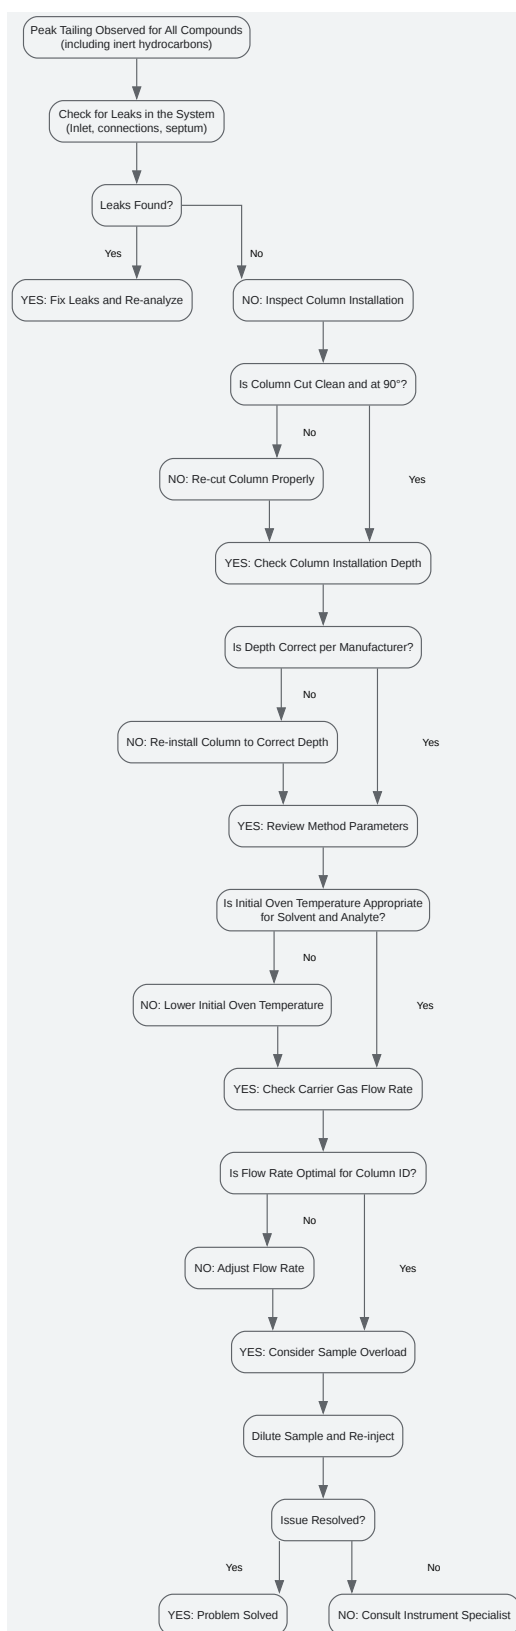 Peak Tailing Observed for All Compounds
(including inert hydrocarbons)
Check for Leaks in the System
(Inlet, connections, septum)
Leaks Found?
Yes
No
YES: Fix Leaks and Re-analyze
NO: Inspect Column Installation
Is Column Cut Clean and at 90°?
No
NO: Re-cut Column Properly
Yes
YES: Check Column Installation Depth
Is Depth Correct per Manufacturer?
No
NO: Re-install Column to Correct Depth
Yes
YES: Review Method Parameters
Is Initial Oven Temperature Appropriate
for Solvent and Analyte?
No
NO: Lower Initial Oven Temperature
Yes
YES: Check Carrier Gas Flow Rate
Is Flow Rate Optimal for Column ID?
No
NO: Adjust Flow Rate
Yes
YES: Consider Sample Overload
Dilute Sample and Re-inject
Issue Resolved?
Yes
No
YES: Problem Solved
NO: Consult Instrument Specialist